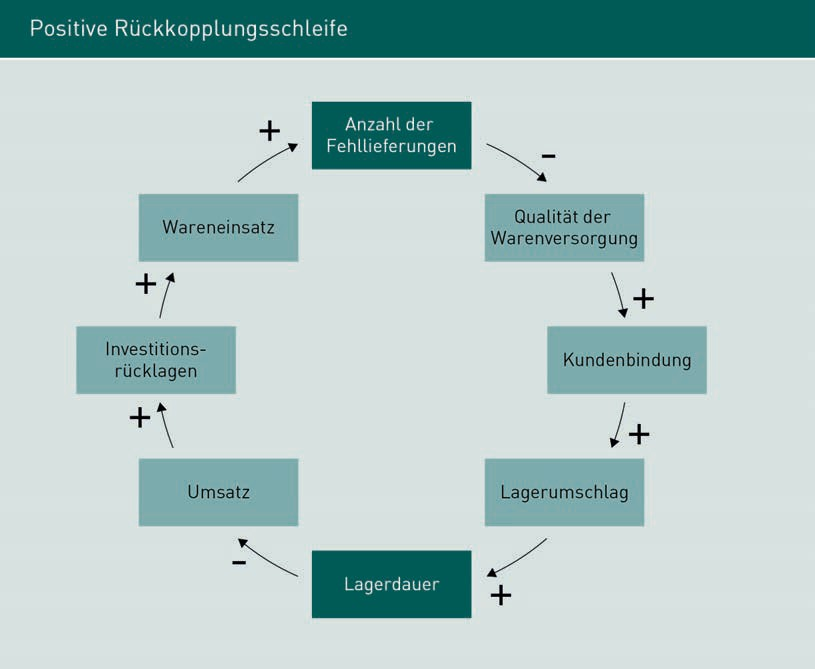 Positive Rückkopplungsschleife
+
Anzahl der
Fehllieferungen
-
Wareneinsatz
Qualität der
Warenversorgung
+
+
Investitions-
rücklagen
Kundenbindung
+
+
Umsatz
Lagerumschlag
-
Lagerdauer
+